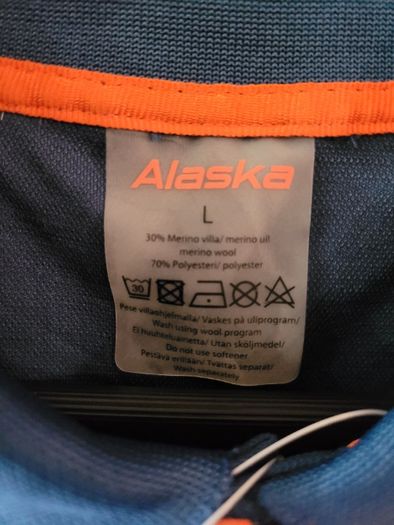 Alaska
L
30% Merino villa/ merino ull
merino wool
70% Polyesteri/ polyester
30
Pese villaohjelmalla/ Vaskes på uliprogram/
Wash using wool program
Ei huuhteluainetta/ Utan sköljmedel/
Do not use softener
Pestävä erillään/ Tvättas separat/
Wash separately